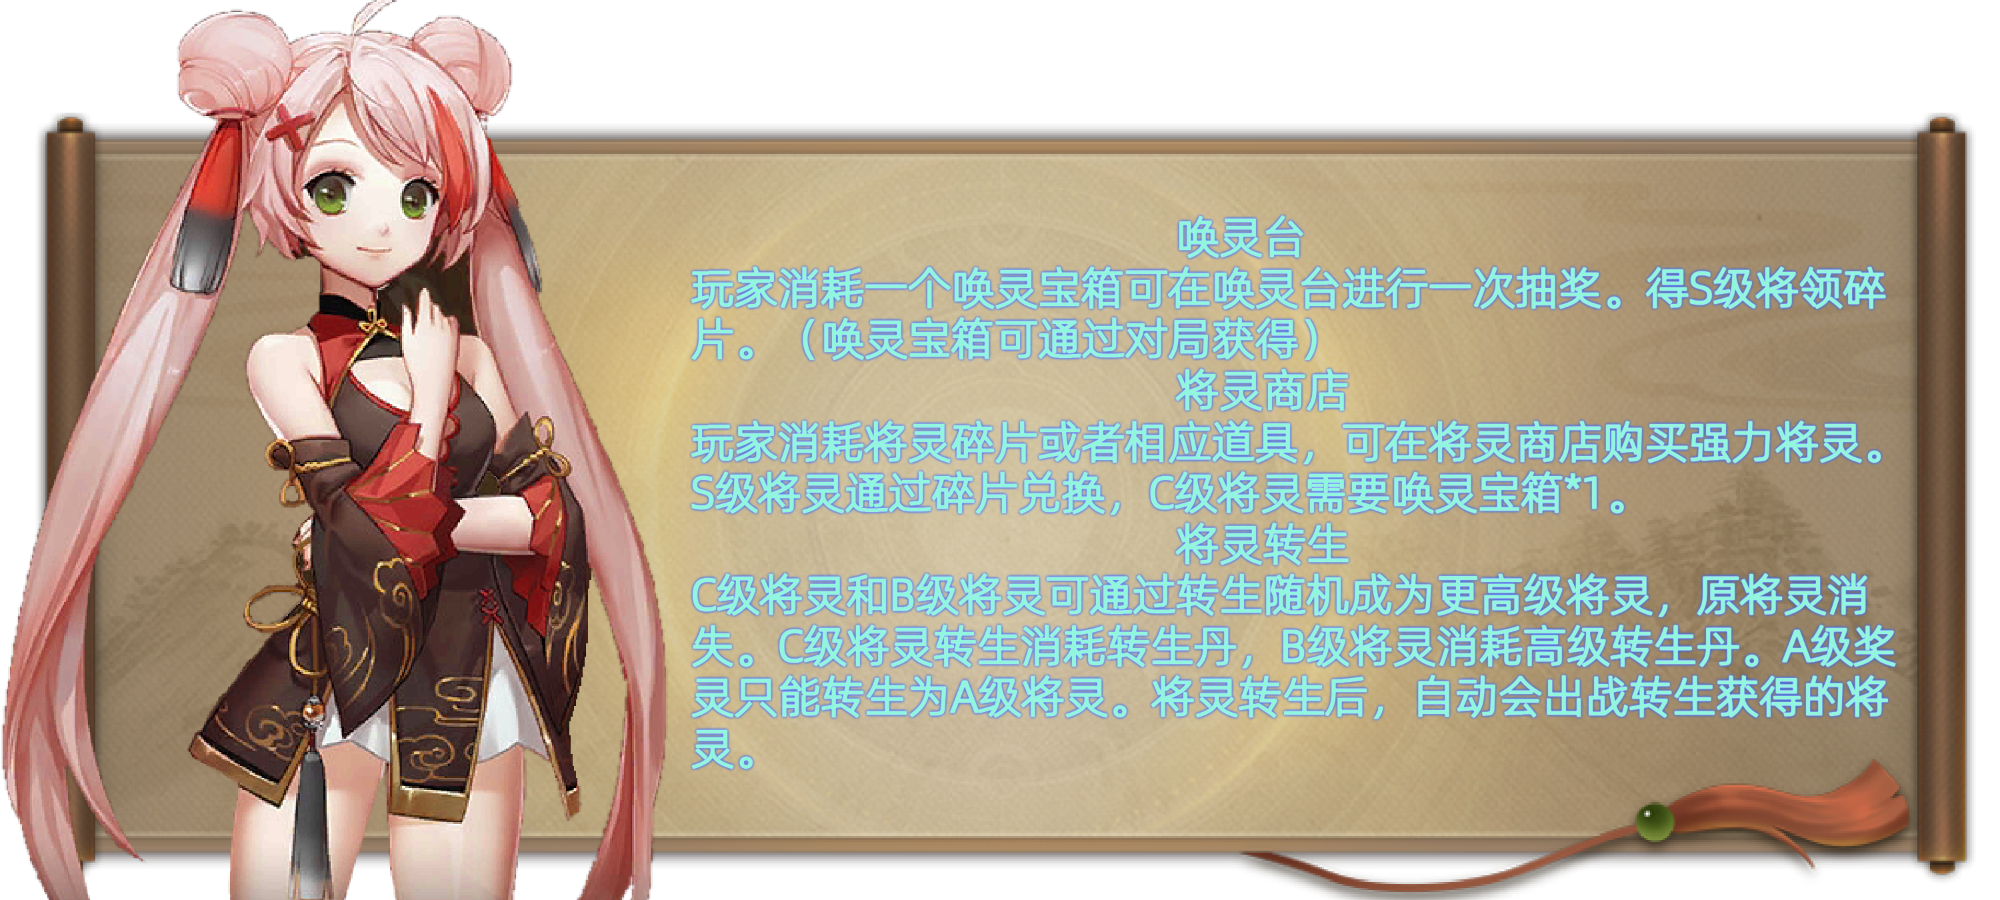 唤灵台
玩家消耗一个唤灵宝箱可在唤灵台进行一次抽奖。得S级将领碎
片。（唤灵宝箱可通过对局获得）
将灵商店
玩家消耗将灵碎片或者相应道具，可在将灵商店购买强力将灵。
S级将灵通过碎片兑换，C级将灵需要唤灵宝箱*1。
将灵转生
C级将灵和B级将灵可通过转生随机成为更高级将灵，原将灵消
失。C级将灵转生消耗转生丹，B级将灵消耗高级转生丹。A级奖
灵只能转生为A级将灵。将灵转生后，自动会出战转生获得的将
灵。